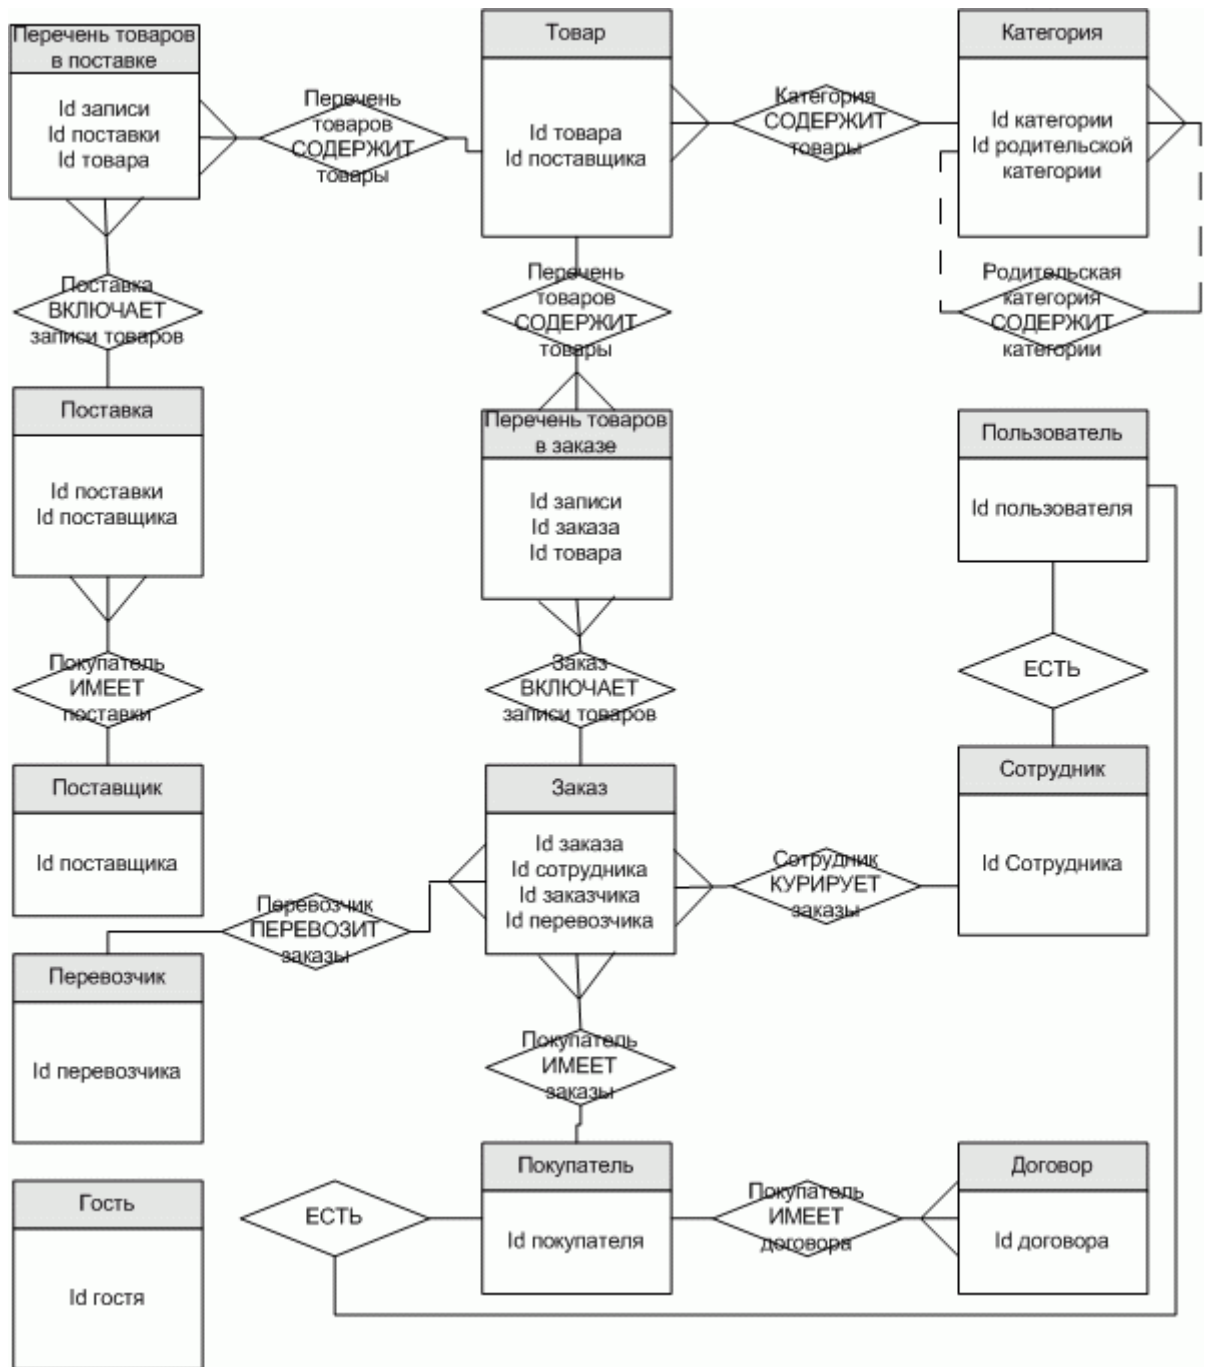 Перечень товаров
в поставке
Id записи
Id поставки
Id товара
Перечень
товаров
СОДЕРЖИТ
товары
Товар
Id товара
Id поставщика
Категория
СОДЕРЖИТ
товары
Категория
Id категории
Id родительской
категории
Поставка
ВКЛЮЧАЕТ
записи товаров
Перечень
товаров
СОДЕРЖИТ
товары
Родительская
категория
СОДЕРЖИТ
категории
Поставка
Id поставки
Id поставщика
Перечень товаров
в заказе
Id записи
Id заказа
Id товара
Пользователь
Id пользователя
Покупатель
ИМЕЕТ
поставки
Заказ
ВКЛЮЧАЕТ
записи товаров
ЕСТЬ
Поставщик
Id поставщика
Заказ
Id заказа
Id сотрудника
Id заказчика
Id перевозчика
Сотрудник
КУРИРУЕТ
заказы
Сотрудник
Id Сотрудника
Перевозчик
ПЕРЕВОЗИТ
заказы
Перевозчик
Id перевозчика
Покупатель
ИМЕЕТ
заказы
Гость
Id гостя
ЕСТЬ
Покупатель
Id покупателя
Покупатель
ИМЕЕТ
договора
Договор
Id договора